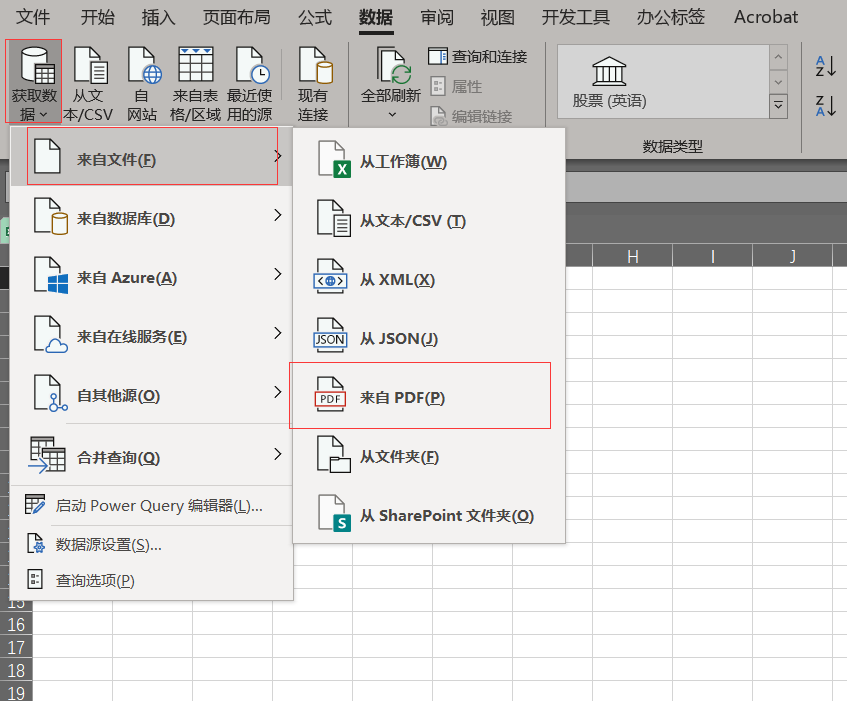 文件 开始 插入 页面布局 公式 数据 审阅 视图 开发工具 办公标签 Acrobat
获取数据
从文本/CSV
自网站
来自表格/区域
最近使用的源
现有连接
全部刷新
查询和连接
属性
编辑链接
股票 (英语)
数据类型
A
Z
Z
A
来自文件(F)
来自数据库(D)
来自 Azure(A)
来自在线服务(E)
自其他源(O)
合并查询(Q)
启动 Power Query 编辑器(L)...
数据源设置(S)...
查询选项(P)
X 从工作簿(W)
从文本/CSV (T)
从 XML(X)
JSON 从 JSON(J)
PDF 来自 PDF(P)
从文件夹(F)
S 从 SharePoint 文件夹(O)
H I J
15
16
17
18
19